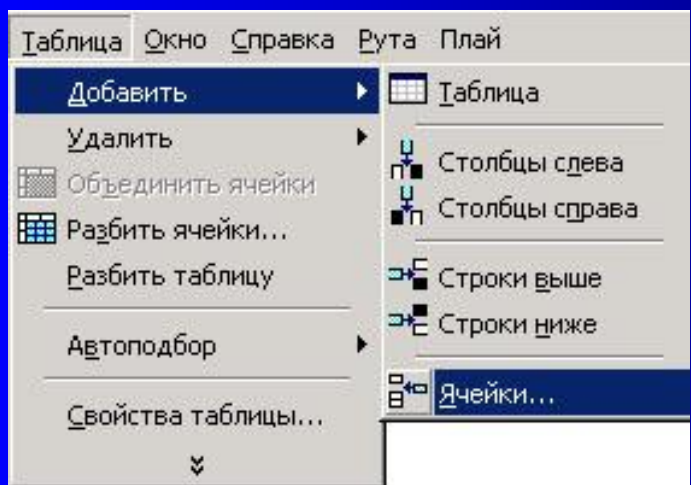 Таблица Окно Справка Рута Плай
Добавить
Удалить
Объединить ячейки
Разбить ячейки...
Разбить таблицу
Автоподбор
Свойства таблицы...
Таблица
Столбцы слева
Столбцы справа
Строки выше
Строки ниже
Ячейки...